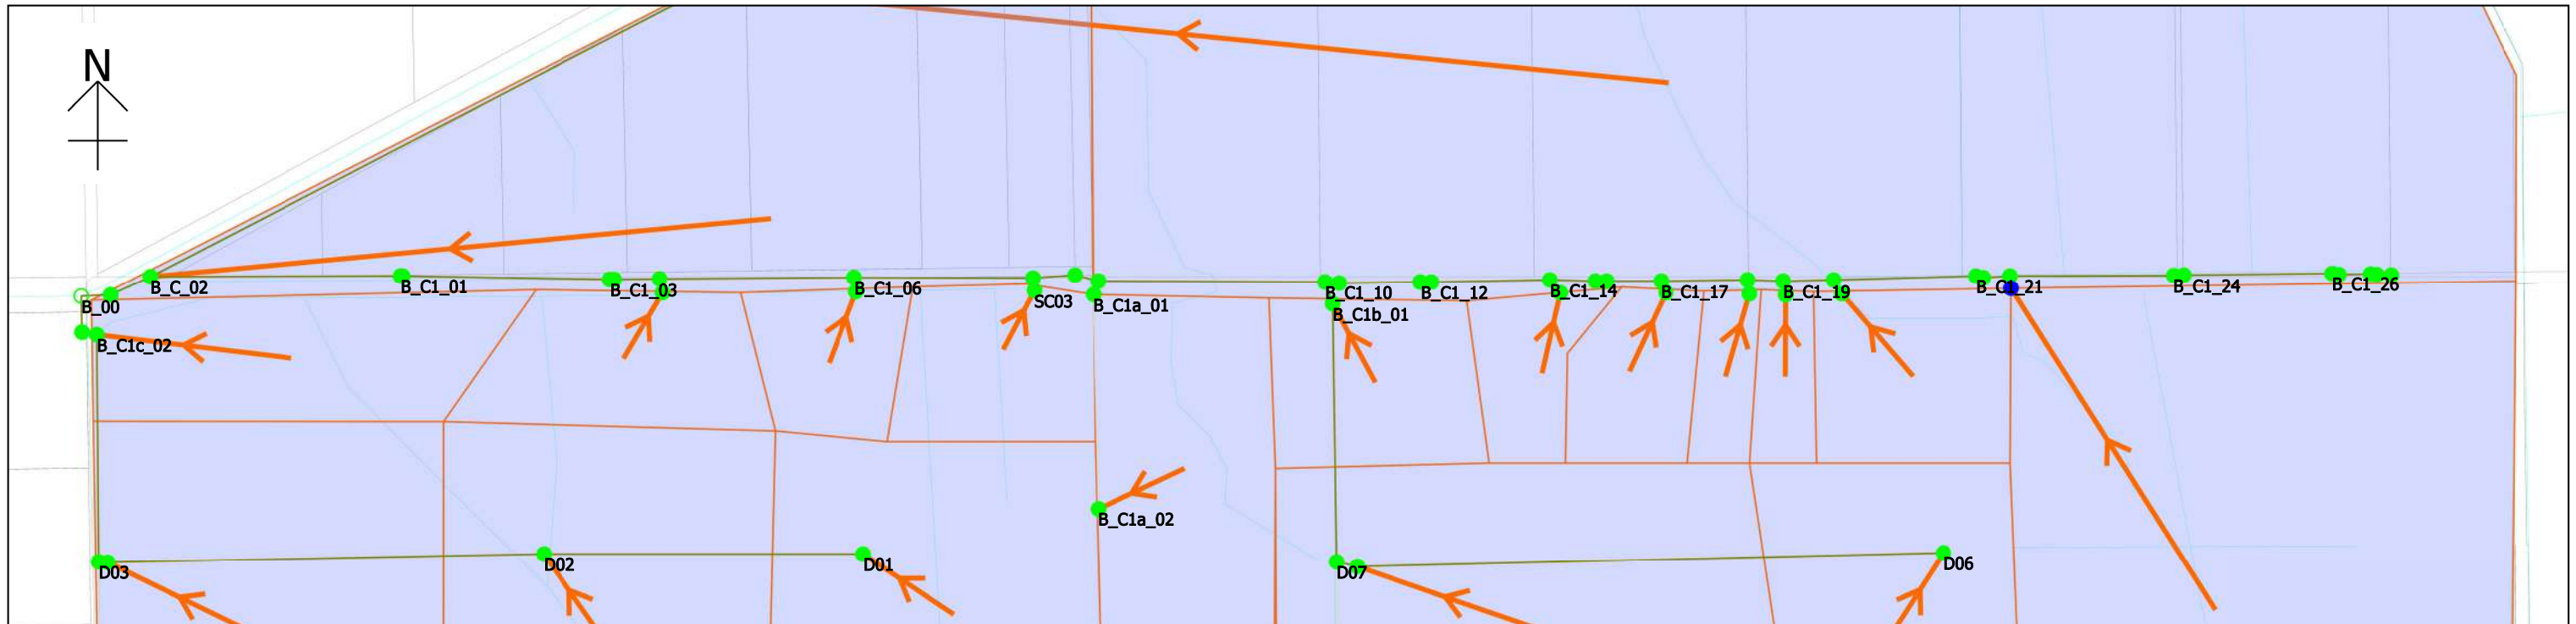 N
B_C_02
B_C1_01
B_C1_03
B_C1_06
SC03
B_C1a_01
B_C1_10
B_C1_12
B_C1_14
B_C1_17
B_C1_19
B_C1_21
B_C1_24
B_C1_26
B_00
B_C1b_01
B_C1c_02
B_C1a_02
D03
D02
D01
D07
D06